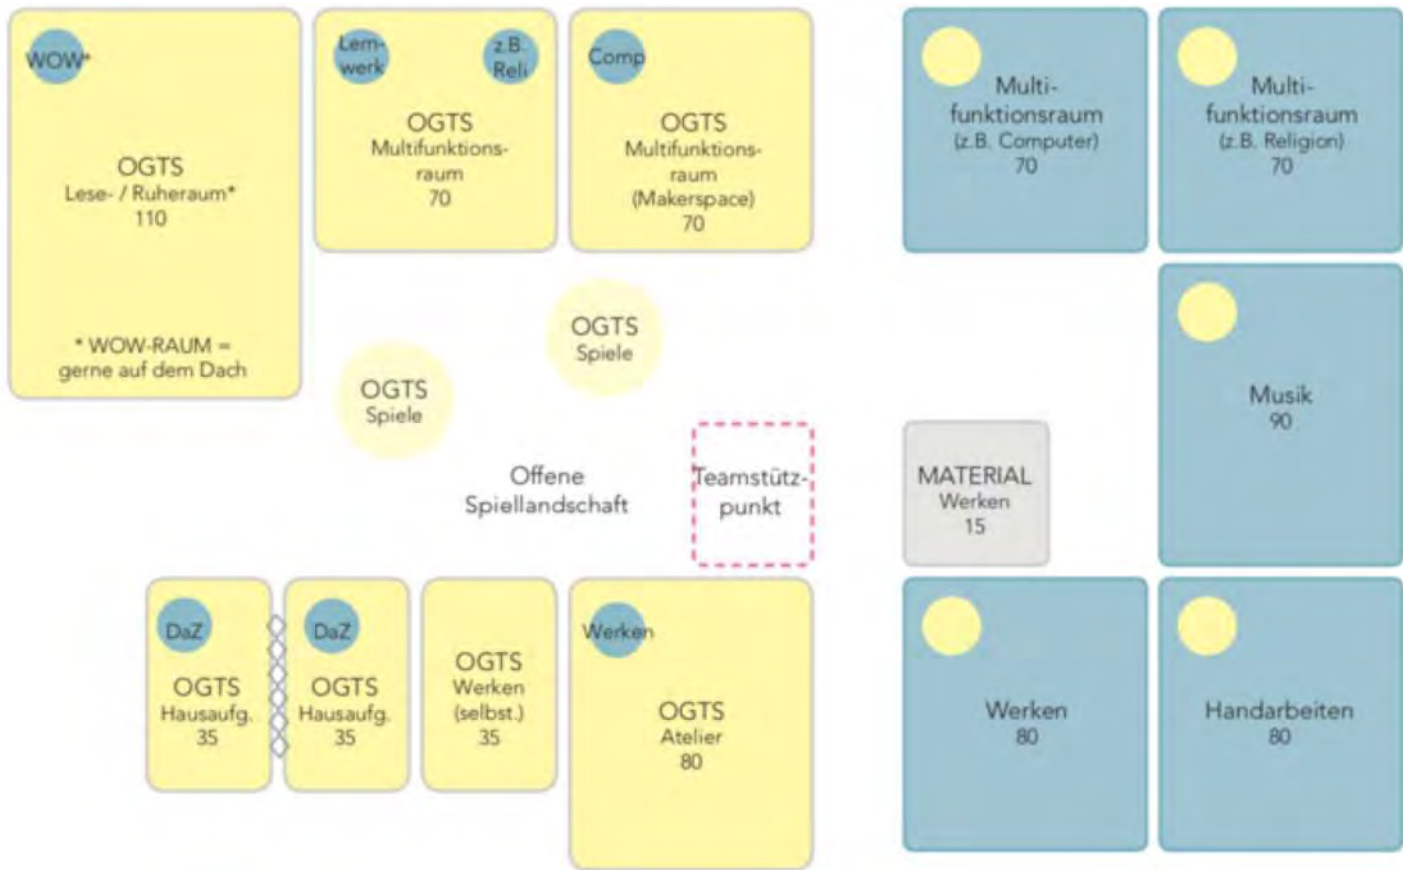 WOW*
OGTS
Lese- / Ruheraum*
110
* WOW-RAUM =
gerne auf dem Dach
Lern-
werk
z.B.
Reli
OGTS
Multifunktions-
raum
70
Comp
OGTS
Multifunktions-
raum
(Makerspace)
70
Multi-
funktionsraum
(z.B. Computer)
70
Multi-
funktionsraum
(z.B. Religion)
70
OGTS
Spiele
OGTS
Spiele
Offene
Spiellandschaft
Teamstütz-
punkt
MATERIAL
Werken
15
Musik
90
DaZ
OGTS
Hausaufg.
35
DaZ
OGTS
Hausaufg.
35
OGTS
Werken
(selbst.)
35
Werken
OGTS
Atelier
80
Werken
80
Handarbeiten
80